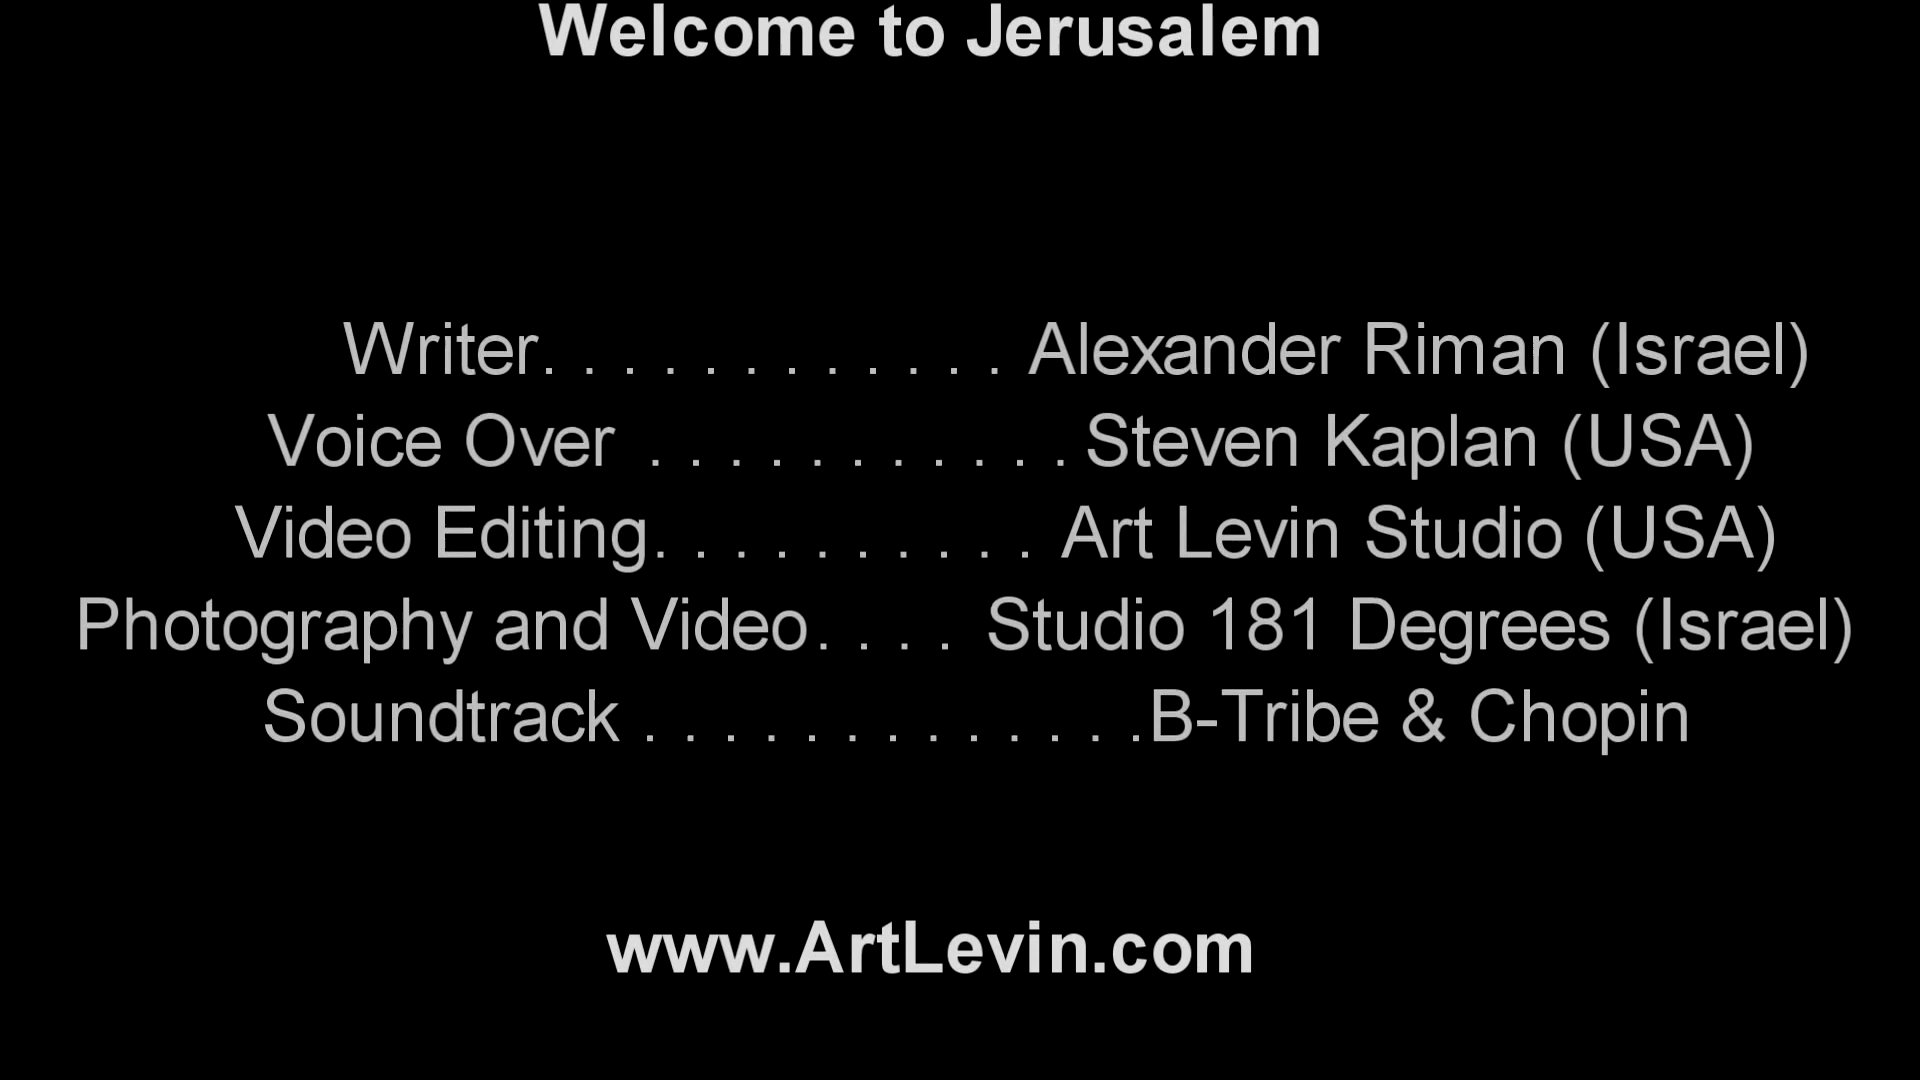 Welcome to Jerusalem
Writer. . . . . . . . . . . . Alexander Riman (Israel)
Voice Over . . . . . . . . . . . Steven Kaplan (USA)
Video Editing. . . . . . . . . . Art Levin Studio (USA)
Photography and Video. . . . Studio 181 Degrees (Israel)
Soundtrack . . . . . . . . . . . . .B-Tribe & Chopin
www.ArtLevin.com